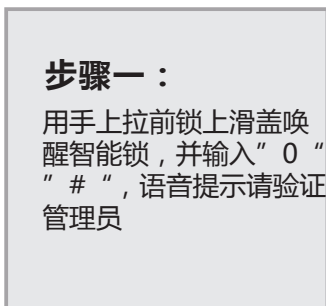 步骤一：
用手上拉前锁上滑盖唤
醒智能锁，并输入”0“
”#“，语音提示请验证
管理员